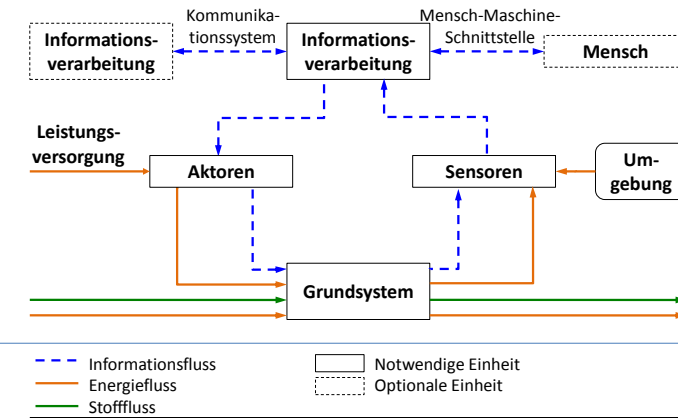 Informations-
verarbeitung
Kommunika-
tionssystem
Informations-
verarbeitung
Mensch-Maschine-
Schnittstelle
Mensch
Leistungs-
versorgung
Aktoren
Sensoren
Um-
gebung
Grundsystem
Informationsfluss
Energiefluss
Stofffluss
Notwendige Einheit
Optionale Einheit